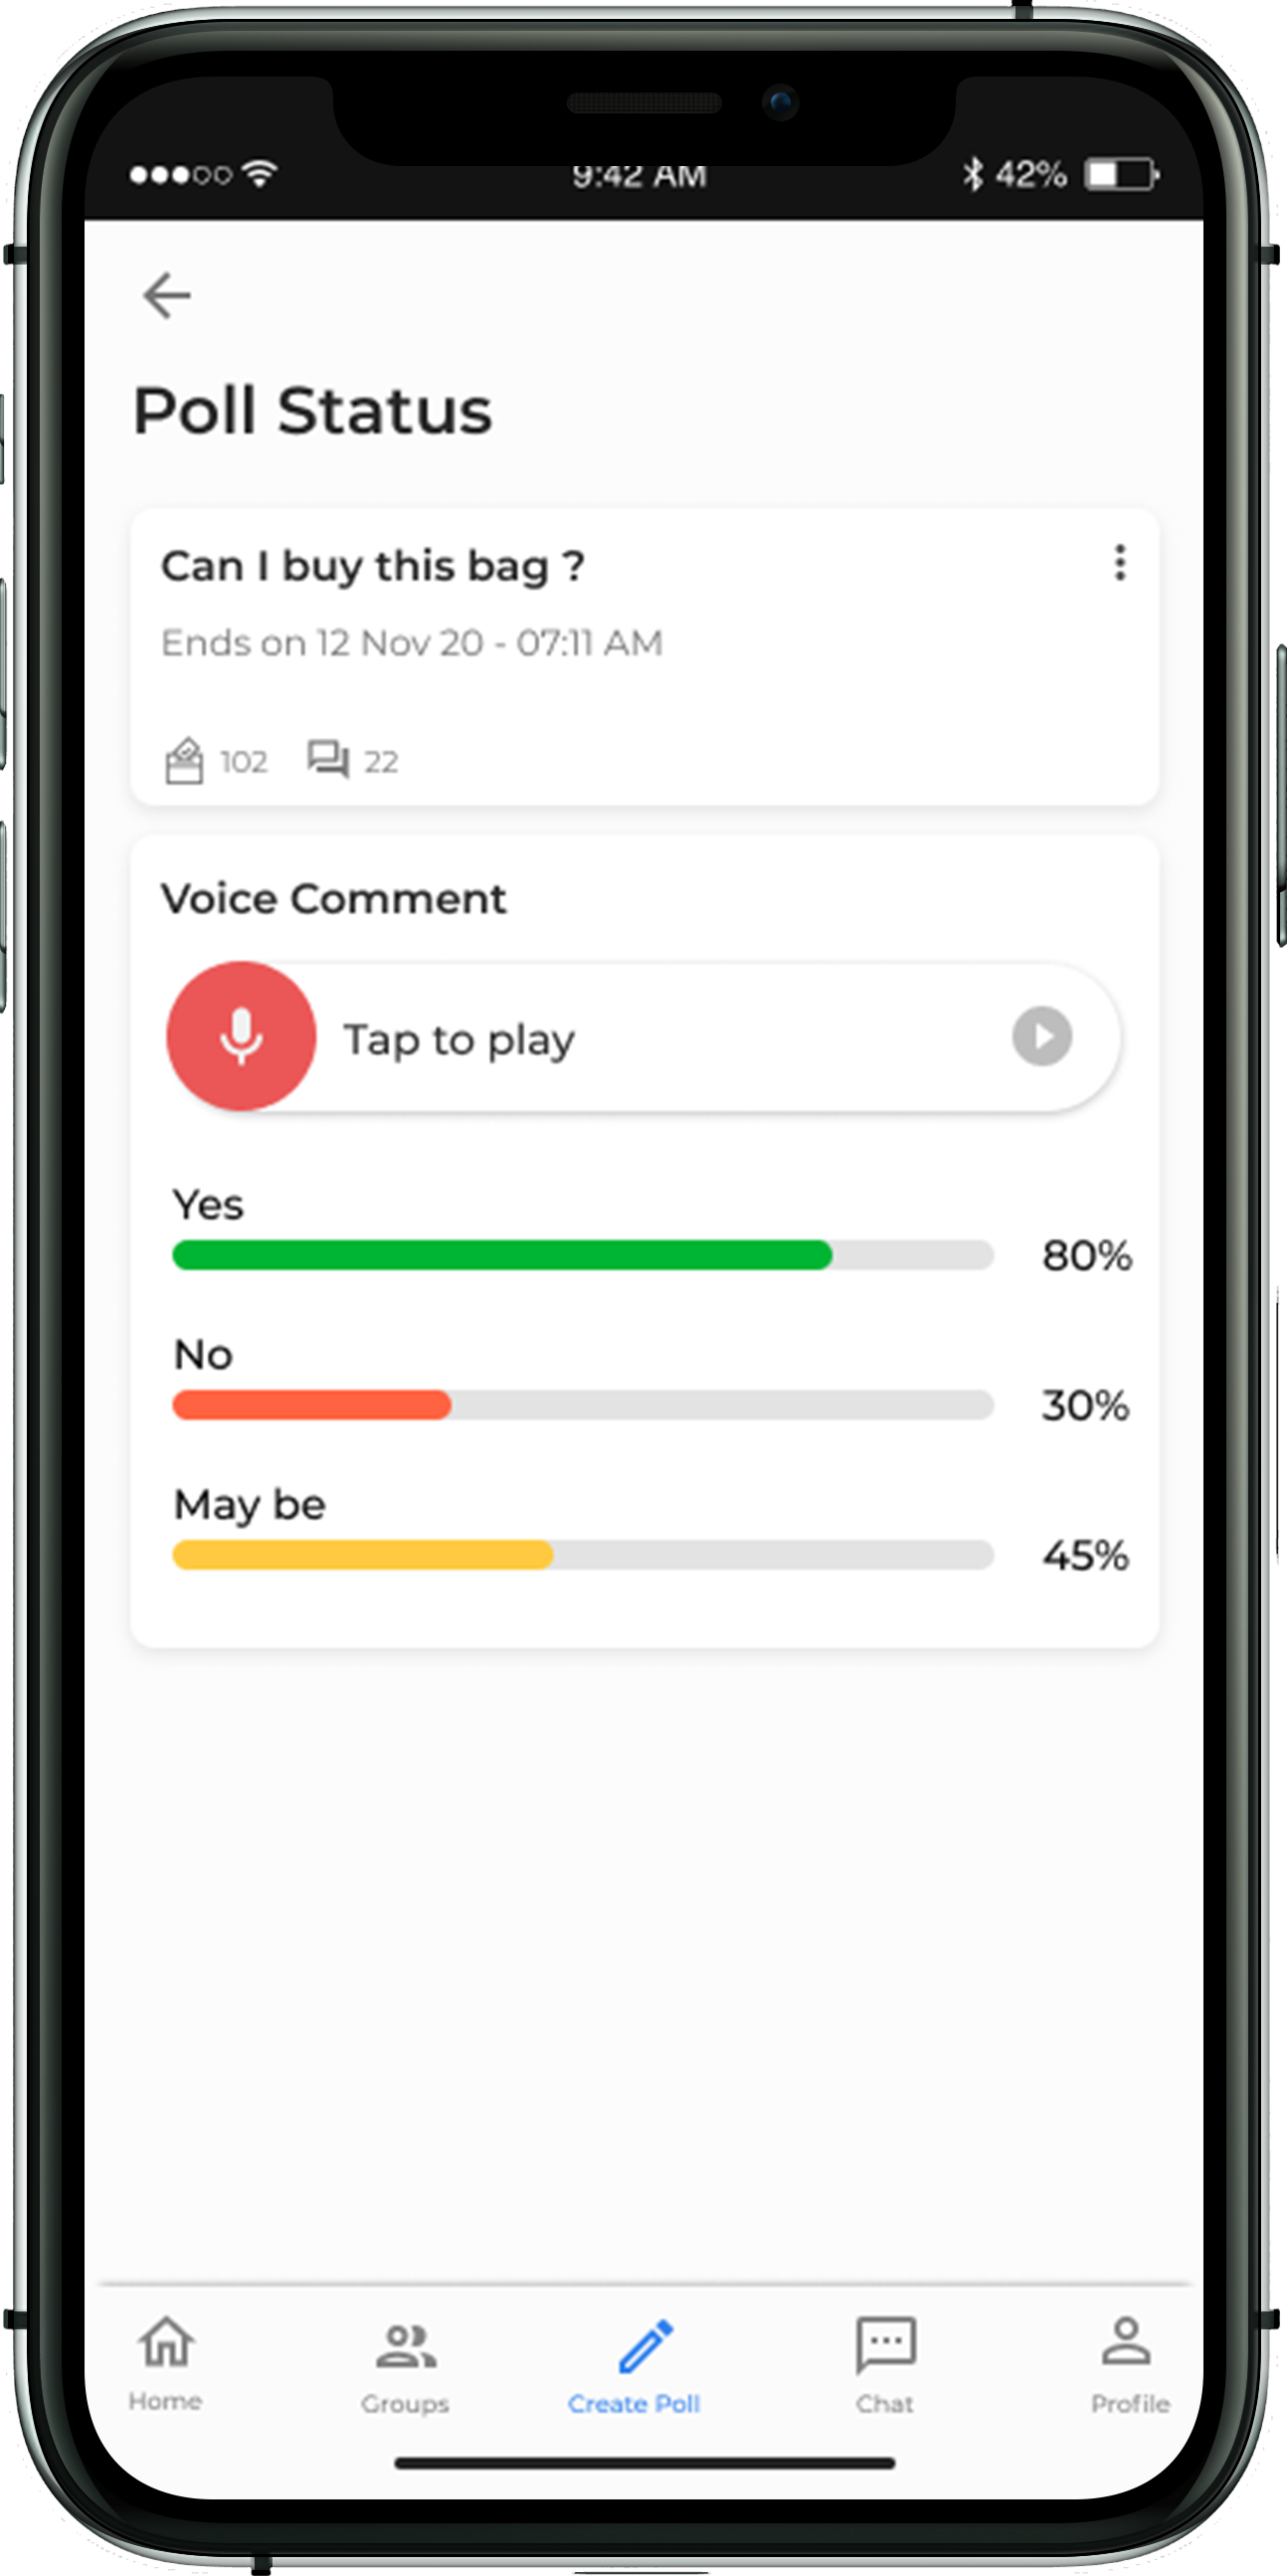 9:42 AM 42%
Poll Status
Can I buy this bag ?
Ends on 12 Nov 20 - 07:11 AM
102 22
Voice Comment
Tap to play
Yes
80%
No
30%
May be
45%
Home Groups Create Poll Chat Profile